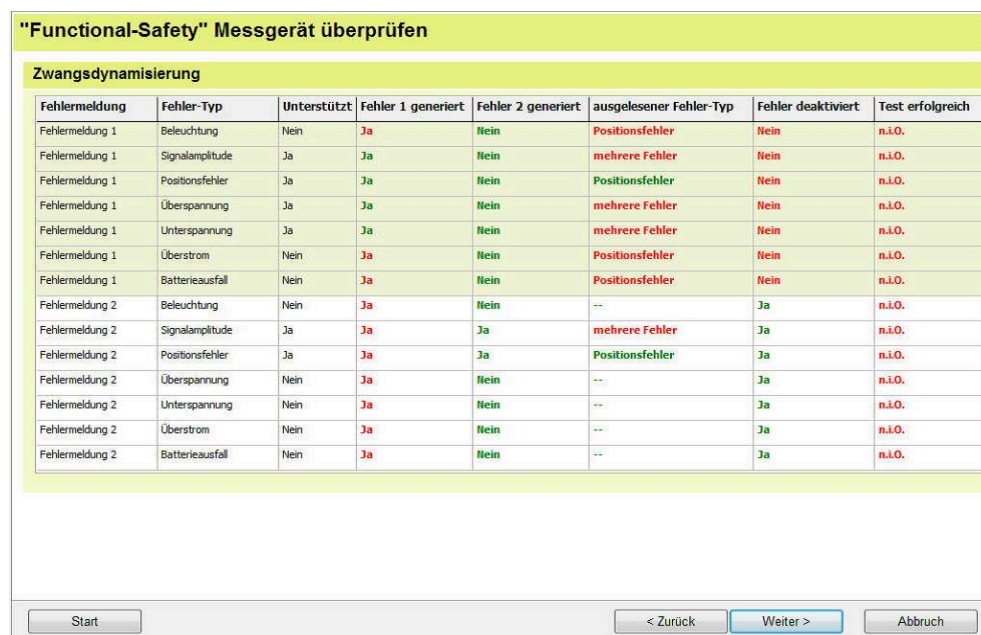 "Functional-Safety" Messgerät überprüfen
Zwangsdynamisierung
Fehlermeldung Fehler-Typ Unterstützt Fehler 1 generiert Fehler 2 generiert ausgelesener Fehler-Typ Fehler deaktiviert Test erfolgreich
Fehlermeldung 1 Beleuchtung Nein Ja Nein Positionsfehler Nein n.i.O.
Fehlermeldung 1 Signalamplitude Ja Ja Nein mehrere Fehler Nein n.i.O.
Fehlermeldung 1 Positionsfehler Ja Ja Nein Positionsfehler Nein n.i.O.
Fehlermeldung 1 Überspannung Ja Ja Nein mehrere Fehler Nein n.i.O.
Fehlermeldung 1 Unterspannung Ja Ja Nein mehrere Fehler Nein n.i.O.
Fehlermeldung 1 Überstrom Nein Ja Nein Positionsfehler Nein n.i.O.
Fehlermeldung 1 Batterieausfall Nein Ja Nein Positionsfehler Nein n.i.O.
Fehlermeldung 2 Beleuchtung Nein Ja Nein -- Ja n.i.O.
Fehlermeldung 2 Signalamplitude Ja Ja Ja mehrere Fehler Ja n.i.O.
Fehlermeldung 2 Positionsfehler Ja Ja Ja Positionsfehler Ja n.i.O.
Fehlermeldung 2 Überspannung Nein Ja Nein -- Ja n.i.O.
Fehlermeldung 2 Unterspannung Nein Ja Nein -- Ja n.i.O.
Fehlermeldung 2 Überstrom Nein Ja Nein -- Ja n.i.O.
Fehlermeldung 2 Batterieausfall Nein Ja Nein -- Ja n.i.O.
Start < Zurück Weiter > Abbruch